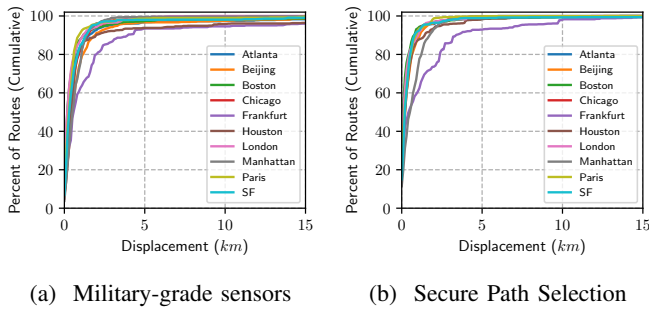 Percent of Routes (Cumulative)
100
80
60
40
20
0
0
5
10
15
Displacement (km)
Atlanta
Beijing
Boston
Chicago
Frankfurt
Houston
London
Manhattan
Paris
SF
(a) Military-grade sensors
Percent of Routes (Cumulative)
100
80
60
40
20
0
0
5
10
15
Displacement (km)
Atlanta
Beijing
Boston
Chicago
Frankfurt
Houston
London
Manhattan
Paris
SF
(b) Secure Path Selection